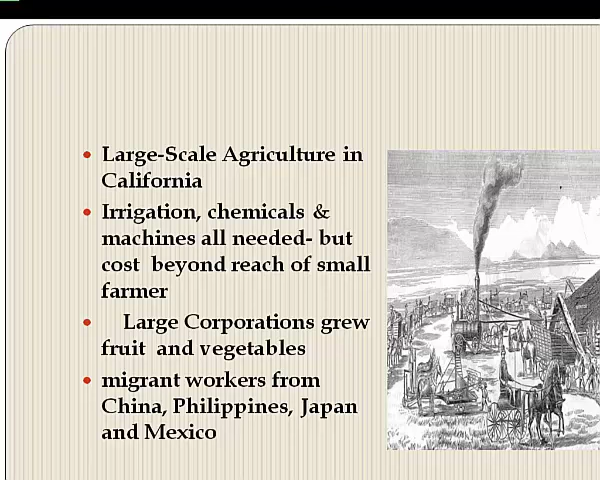 Large-Scale Agriculture in
California
Irrigation, chemicals &
machines all needed- but
cost beyond reach of small
farmer
Large Corporations grew
fruit and vegetables
migrant workers from
China, Philippines, Japan
and Mexico